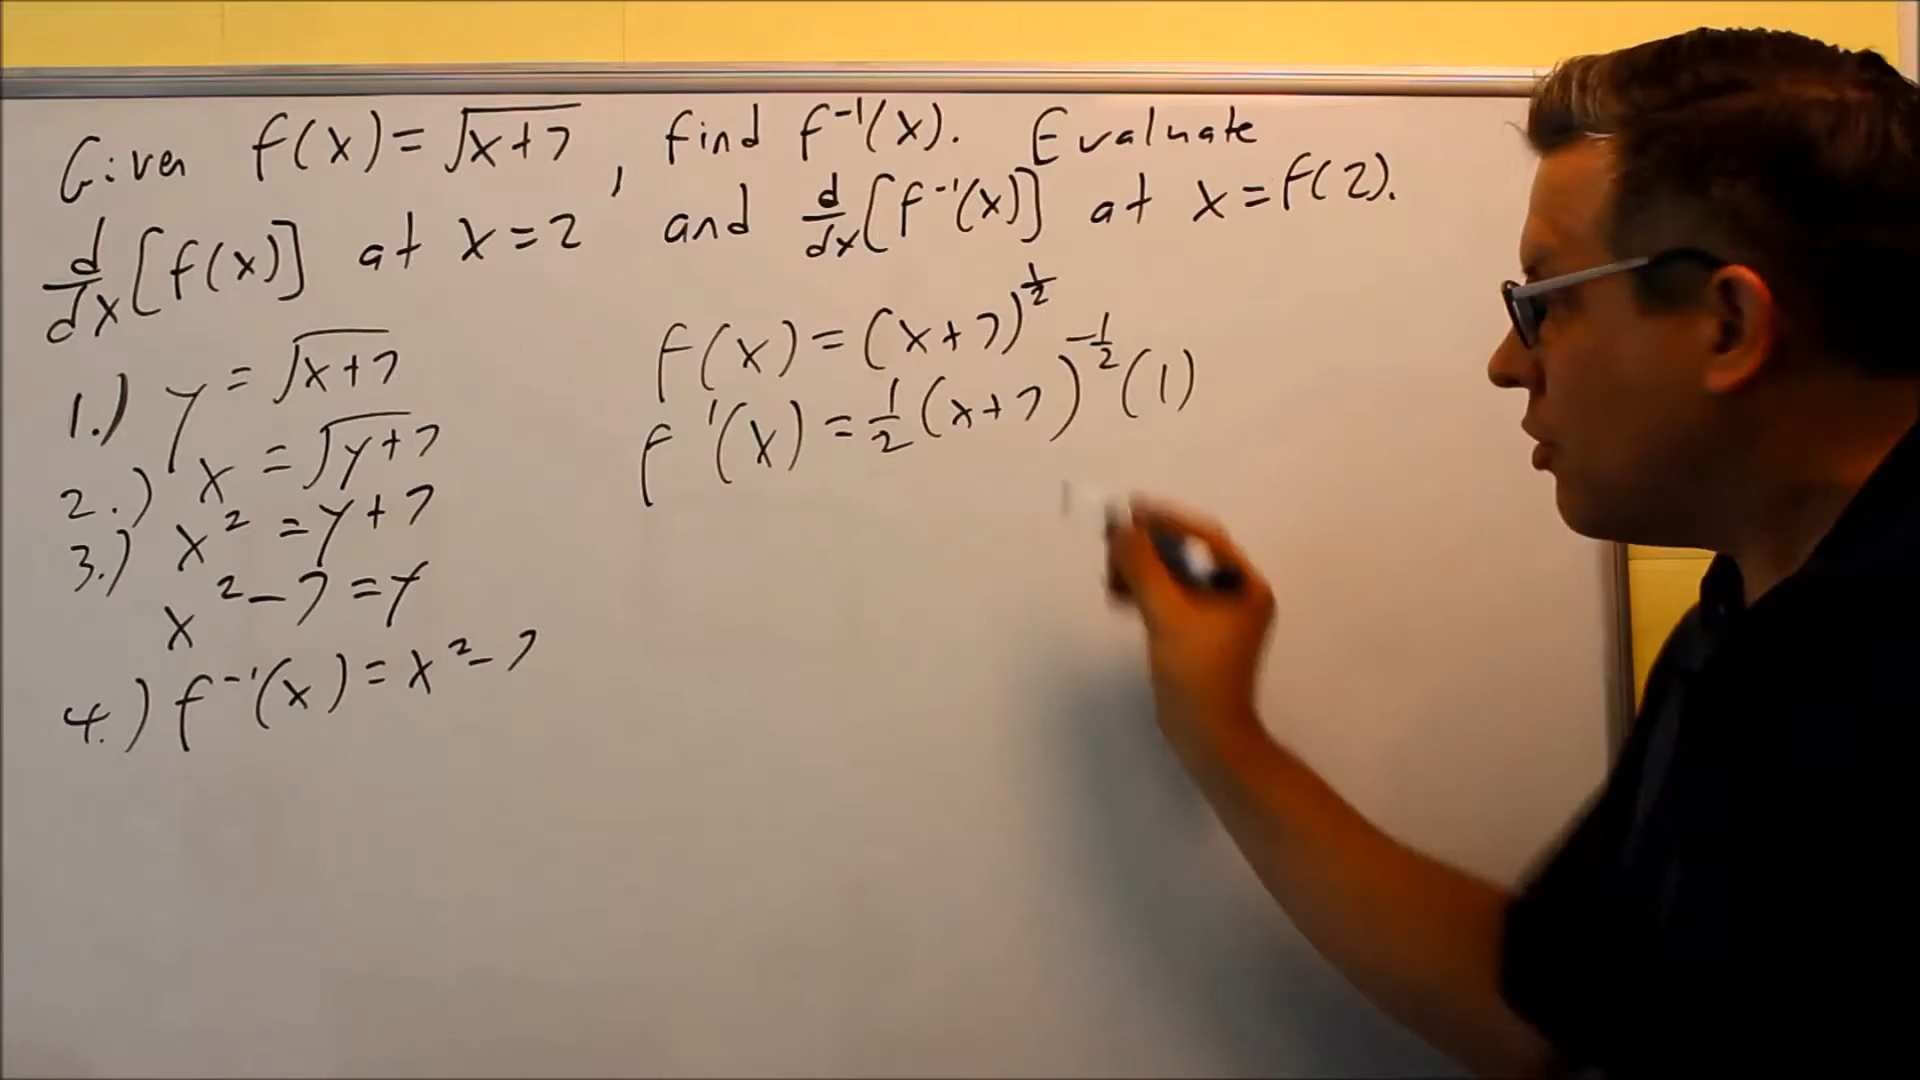 Given f(x) = √(x+7) , find f⁻¹(x). Evaluate
d/dx [f(x)] at x = 2 and d/dx [f⁻¹(x)] at x = f(2).
1.) y = √(x+7)
2.) x = √(y+7)
3.) x² = y + 7
x² - 7 = y
4.) f⁻¹(x) = x² - 7
f(x) = (x+7)^½
f'(x) = ½ (x+7)^-½ (1)